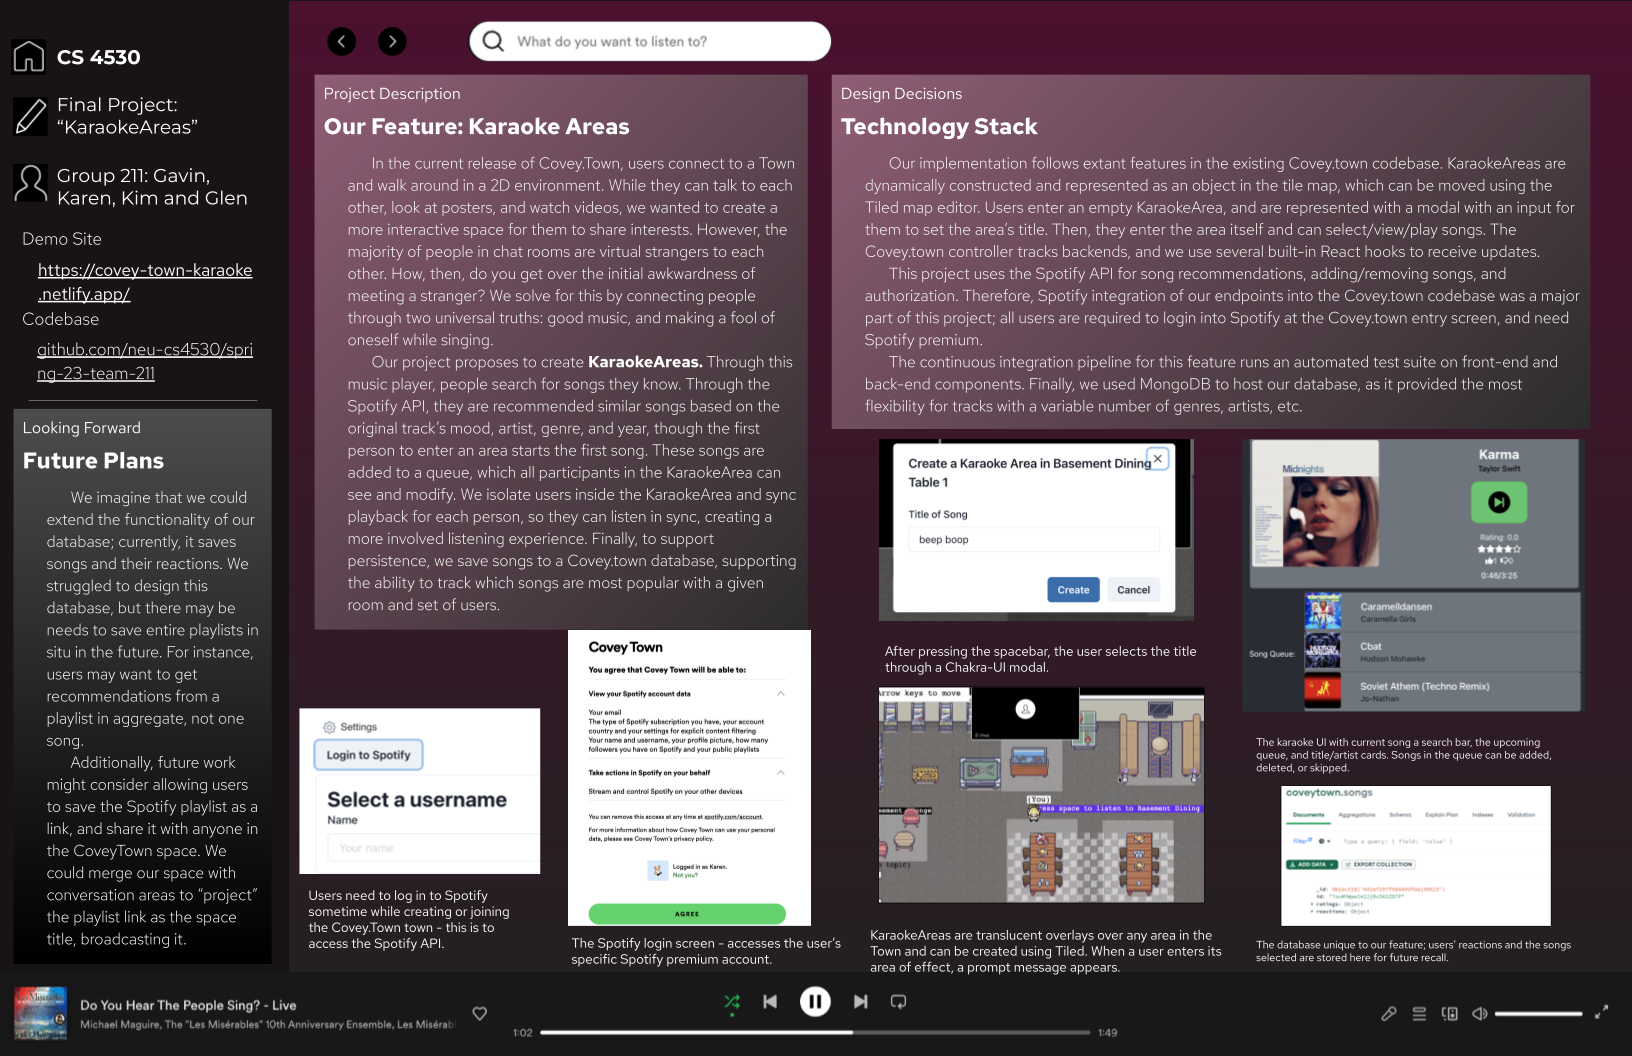 CS 4530
Final Project:
“KaraokeAreas”
Group 211: Gavin,
Karen, Kim and Glen
Demo Site
https://covey-town-karaoke
.netlify.app/
Codebase
github.com/neu-cs4530/spri
ng-23-team-211
Looking Forward
Future Plans
We imagine that we could
extend the functionality of our
database; currently, it saves
songs and their reactions. We
struggled to design this
database, but there may be
needs to save entire playlists in
situ in the future. For instance,
users may want to get
recommendations from a
playlist in aggregate, not one
song.
Additionally, future work
might consider allowing users
to save the Spotify playlist as a
link, and share it with anyone in
the CoveyTown space. We
could merge our space with
conversation areas to “project”
the playlist link as the space
title, broadcasting it.
What do you want to listen to?
Project Description
Our Feature: Karaoke Areas
In the current release of Covey.Town, users connect to a Town
and walk around in a 2D environment. While they can talk to each
other, look at posters, and watch videos, we wanted to create a
more interactive space for them to share interests. However, the
majority of people in chat rooms are virtual strangers to each
other. How, then, do you get over the initial awkwardness of
meeting a stranger? We solve for this by connecting people
through two universal truths: good music, and making a fool of
oneself while singing.
Our project proposes to create KaraokeAreas. Through this
music player, people search for songs they know. Through the
Spotify API, they are recommended similar songs based on the
original track’s mood, artist, genre, and year, though the first
person to enter an area starts the first song. These songs are
added to a queue, which all participants in the KaraokeArea can
see and modify. We isolate users inside the KaraokeArea and sync
playback for each person, so they can listen in sync, creating a
more involved listening experience. Finally, to support
persistence, we save songs to a Covey.town database, supporting
the ability to track which songs are most popular with a given
room and set of users.
Design Decisions
Technology Stack
Our implementation follows extant features in the existing Covey.town codebase. KaraokeAreas are
dynamically constructed and represented as an object in the tile map, which can be moved using the
Tiled map editor. Users enter an empty KaraokeArea, and are represented with a modal with an input for
them to set the area’s title. Then, they enter the area itself and can select/view/play songs. The
Covey.town controller tracks backends, and we use several built-in React hooks to receive updates.
This project uses the Spotify API for song recommendations, adding/removing songs, and
authorization. Therefore, Spotify integration of our endpoints into the Covey.town codebase was a major
part of this project; all users are required to login into Spotify at the Covey.town entry screen, and need
Spotify premium.
The continuous integration pipeline for this feature runs an automated test suite on front-end and
back-end components. Finally, we used MongoDB to host our database, as it provided the most
flexibility for tracks with a variable number of genres, artists, etc.
Settings
Login to Spotify
Select a username
Name
Your name
Users need to log in to Spotify
sometime while creating or joining
the Covey.Town town - this is to
access the Spotify API.
Covey Town
You agree that Covey Town will be able to:
View your Spotify account data
Your email
The type of Spotify subscription you have, your account
country and your settings for explicit content filtering
Your name and username, your profile picture, how many
followers you have on Spotify and your public playlists
Take actions in Spotify on your behalf
Stream and control Spotify on your other devices
You can remove this access at any time at spotify.com/account.
For more information about how Covey Town can use your personal
data, please see Covey Town's privacy policy.
Logged in as Karen.
Not you?
AGREE
The Spotify login screen - accesses the user’s
specific Spotify premium account.
Create a Karaoke Area in Basement Dining
Table 1
Title of Song
beep boop
Create
Cancel
After pressing the spacebar, the user selects the title
through a Chakra-UI modal.
rrow keys to move
(You)
ress space to listen to Basement Dining
topic)
KaraokeAreas are translucent overlays over any area in the
Town and can be created using Tiled. When a user enters its
area of effect, a prompt message appears.
Midnights
Karma
Taylor Swift
Rating: 0.0
0:46/3:25
Song Queue:
Caramelldansen
Caramella Girls
Cbat
Hudson Mohawke
Soviet Athem (Techno Remix)
Jo-Nathan
The karaoke UI with current song a search bar, the upcoming
queue, and title/artist cards. Songs in the queue can be added,
deleted, or skipped.
coveytown.songs
Documents Aggregations Schema Explain Plan Indexes Validation
Filter Type a query: { field: 'value' }
ADD DATA EXPORT COLLECTION
ratings: Object
reactions: Object
The database unique to our feature; users’ reactions and the songs
selected are stored here for future recall.
Do You Hear The People Sing? - Live
Michael Maguire, The "Les Misérables" 10th Anniversary Ensemble, Les Misérab
1:02
1:49